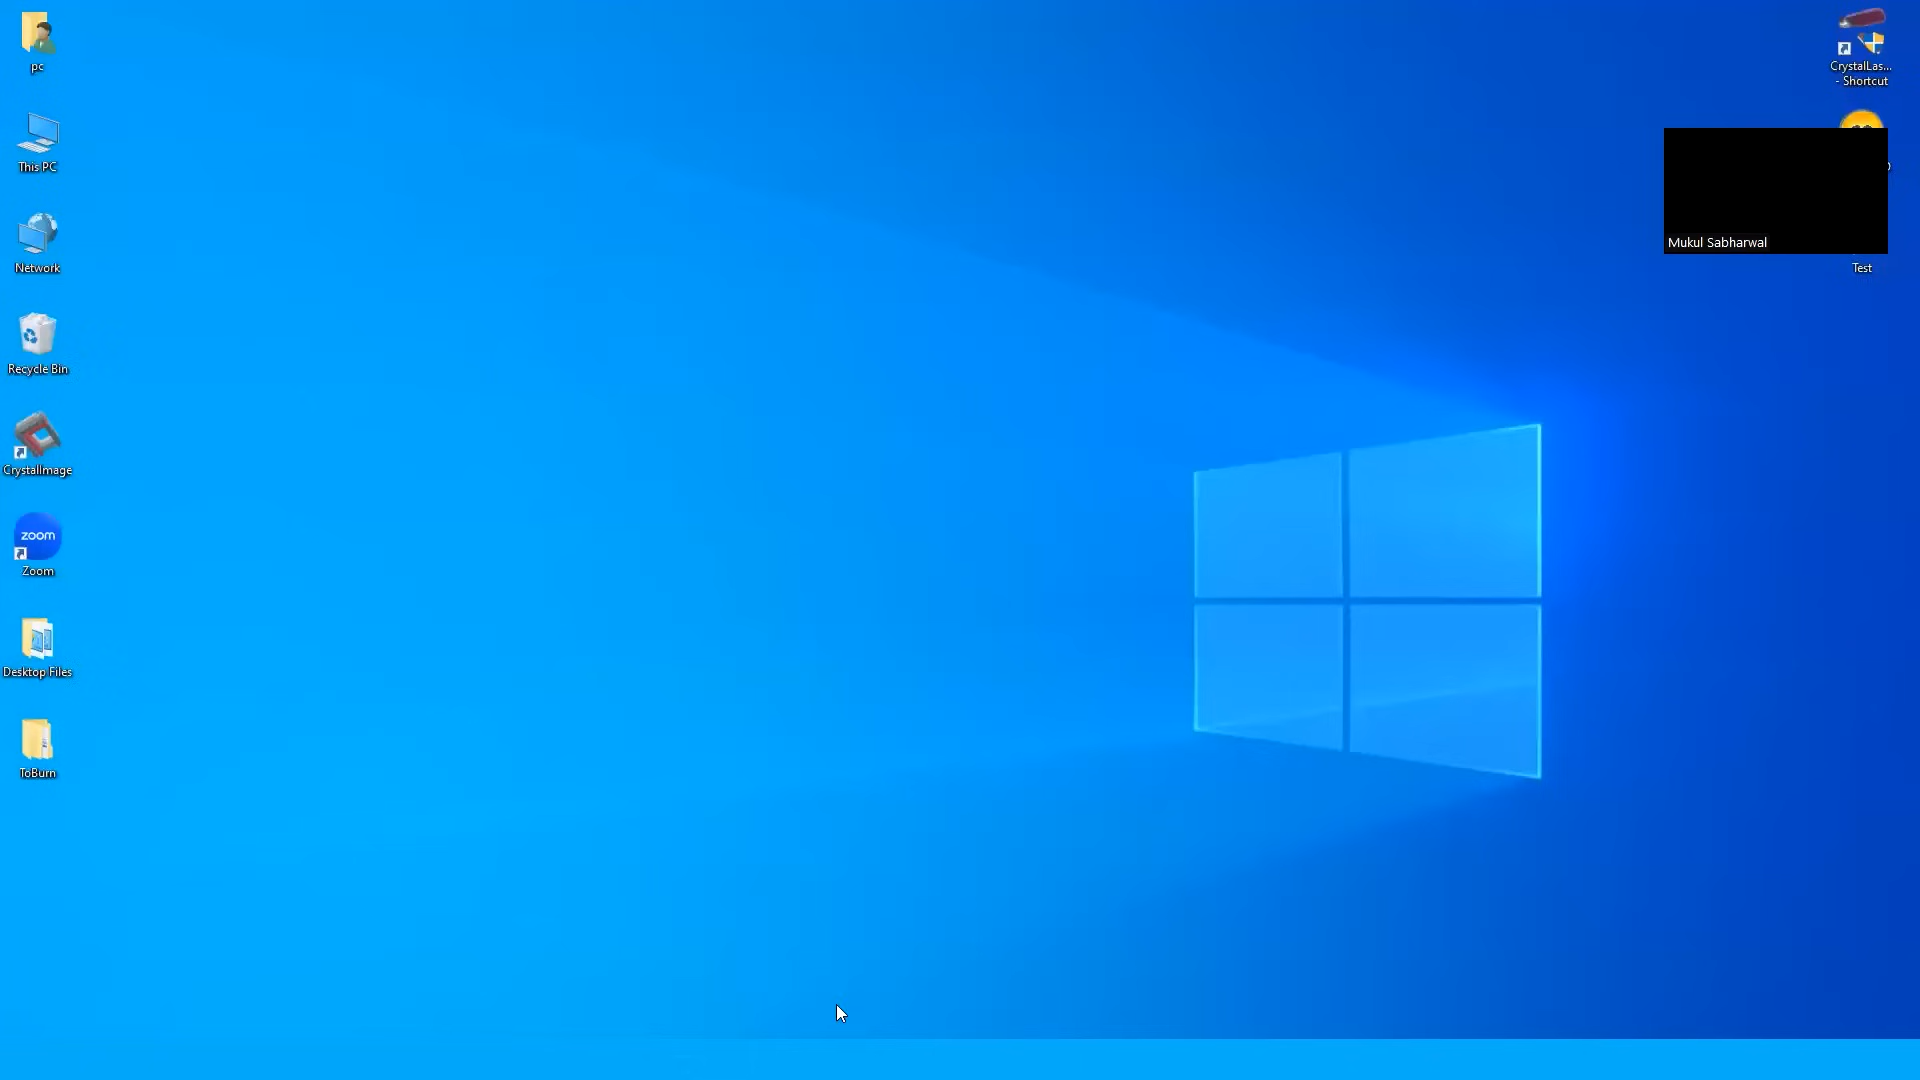 pc
This PC
Network
Recycle Bin
CrystalImage
zoom
Zoom
Desktop Files
ToBurn
CrystalLas...
- Shortcut
Mukul Sabharwal
Test